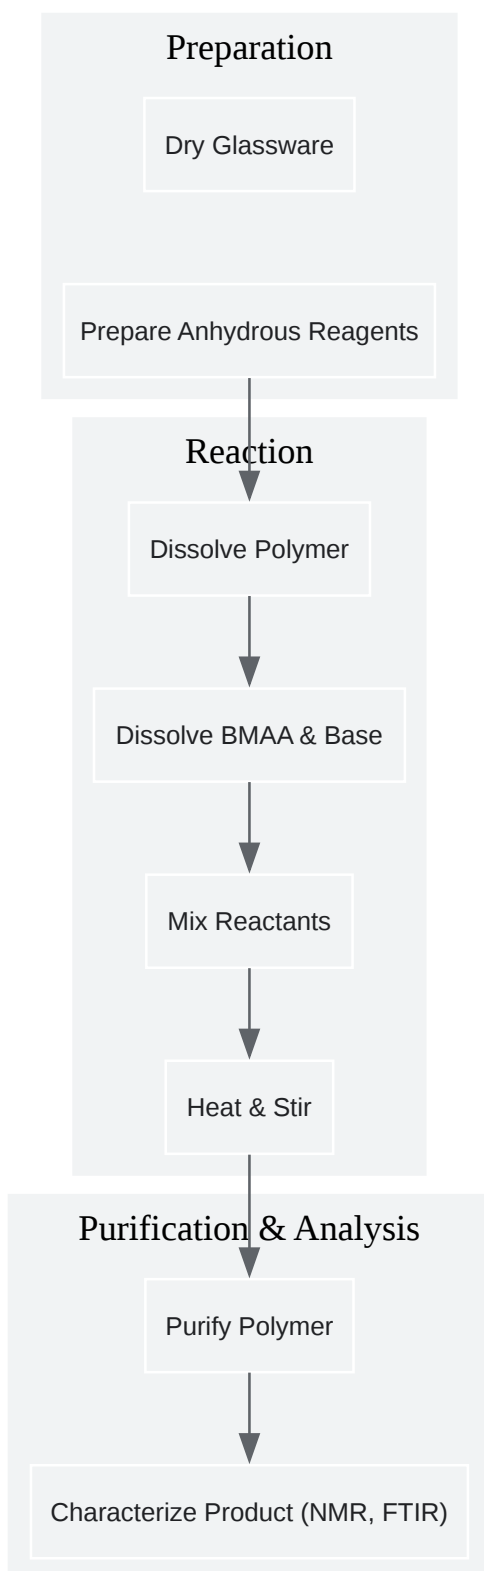 Preparation
Dry Glassware
Prepare Anhydrous Reagents
Reaction
Dissolve Polymer
Dissolve BMAA & Base
Mix Reactants
Heat & Stir
Purification & Analysis
Purify Polymer
Characterize Product (NMR, FTIR)